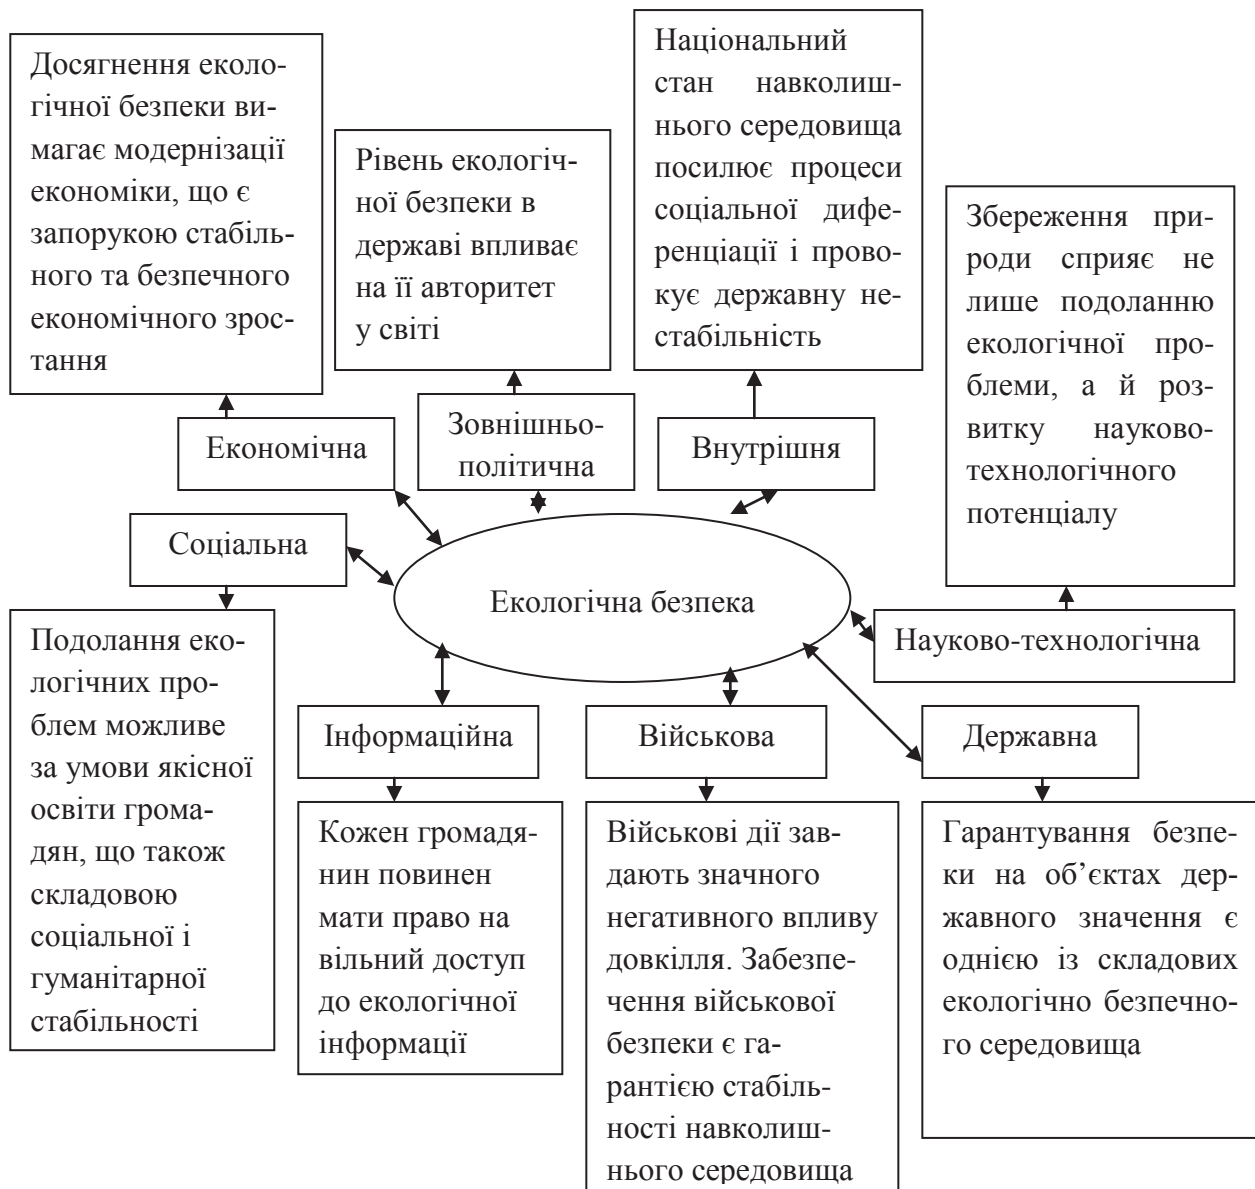 Досягнення еколо-
гічної безпеки ви-
магає модернізації
економіки, що є
запорукою стабіль-
ного та безпечного
економічного зрос-
тання
Рівень екологіч-
ної безпеки в
державі впливає
на її авторитет
у світі
Національний
стан навколиш-
нього середовища
посилює процеси
соціальної дифе-
ренціації і прово-
кує державну не-
стабільність
Збереження при-
роди сприяє не
лише подоланню
екологічної про-
блеми, а й роз-
витку науково-
технологічного
потенціалу
Економічна
Зовнішньо-
політична
Внутрішня
Соціальна
Екологічна безпека
Науково-технологічна
Подолання еко-
логічних про-
блем можливе
за умови якісної
освіти грома-
дян, що також
складовою
соціальної і
гуманітарної
стабільності
Інформаційна
Військова
Державна
Кожен громадя-
нин повинен
мати право на
вільний доступ
до екологічної
інформації
Військові дії зав-
дають значного
негативного впливу
довкілля. Забезпе-
чення військової
безпеки є га-
рантією стабіль-
ності навколиш-
нього середовища
Гарантування безпе-
ки на об’єктах дер-
жавного значення є
однією із складових
екологічно безпечно-
го середовища